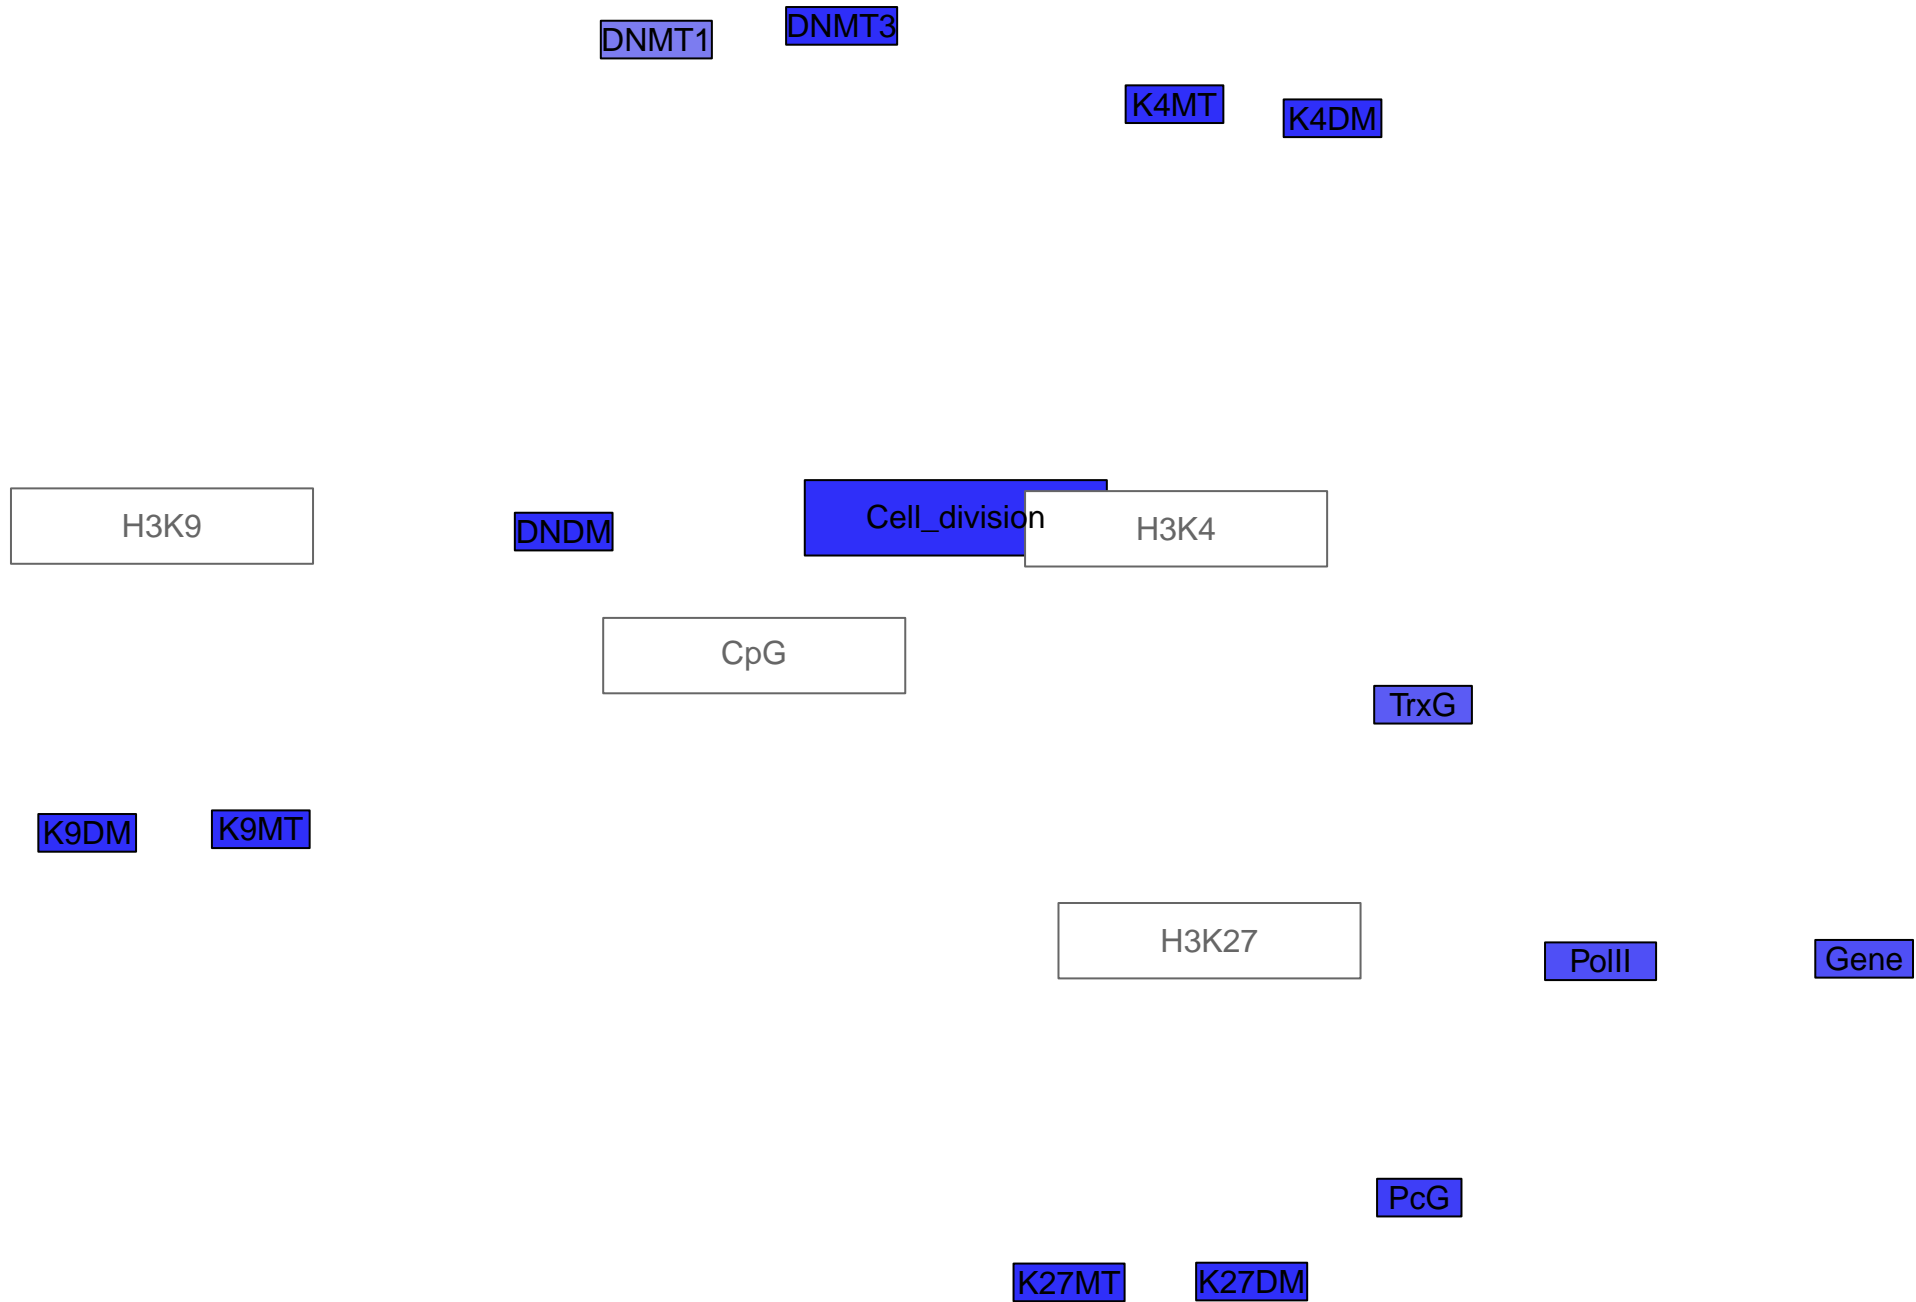 DNMT1
DNMT3
K4MT
K4DM
H3K9
DNDM
Cell_division
H3K4
CpG
TrxG
K9DM
K9MT
H3K27
PolII
Gene
PcG
K27MT
K27DM